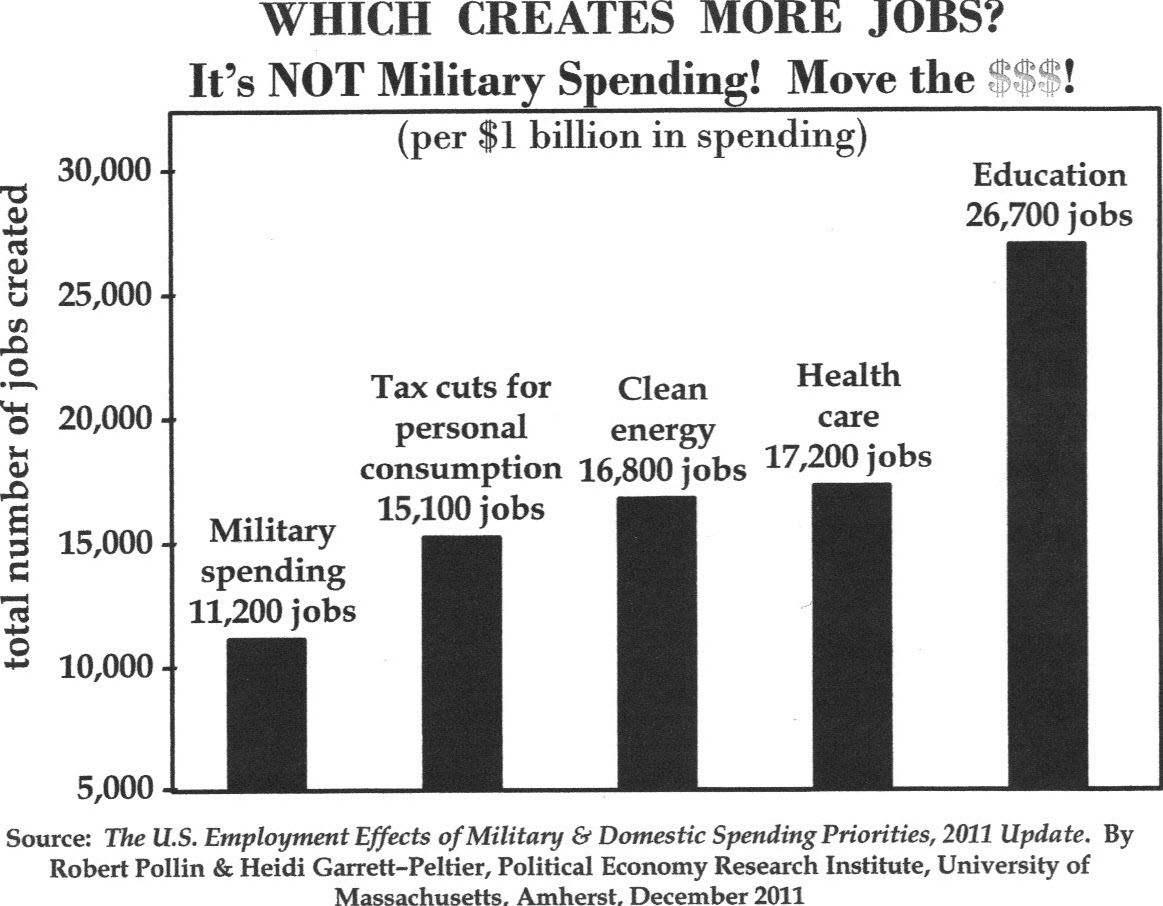 WHICH CREATES MORE JOBS?
It's NOT Military Spending! Move the $$$!
(per $1 billion in spending)
total number of jobs created
30,000
25,000
20,000
15,000
10,000
5,000
Military
spending
11,200 jobs
Tax cuts for
personal
consumption
15,100 jobs
Clean
energy
16,800 jobs
Health
care
17,200 jobs
Education
26,700 jobs
Source: The U.S. Employment Effects of Military & Domestic Spending Priorities, 2011 Update. By
Robert Pollin & Heidi Garrett-Peltier, Political Economy Research Institute, University of
Massachusetts, Amherst, December 2011